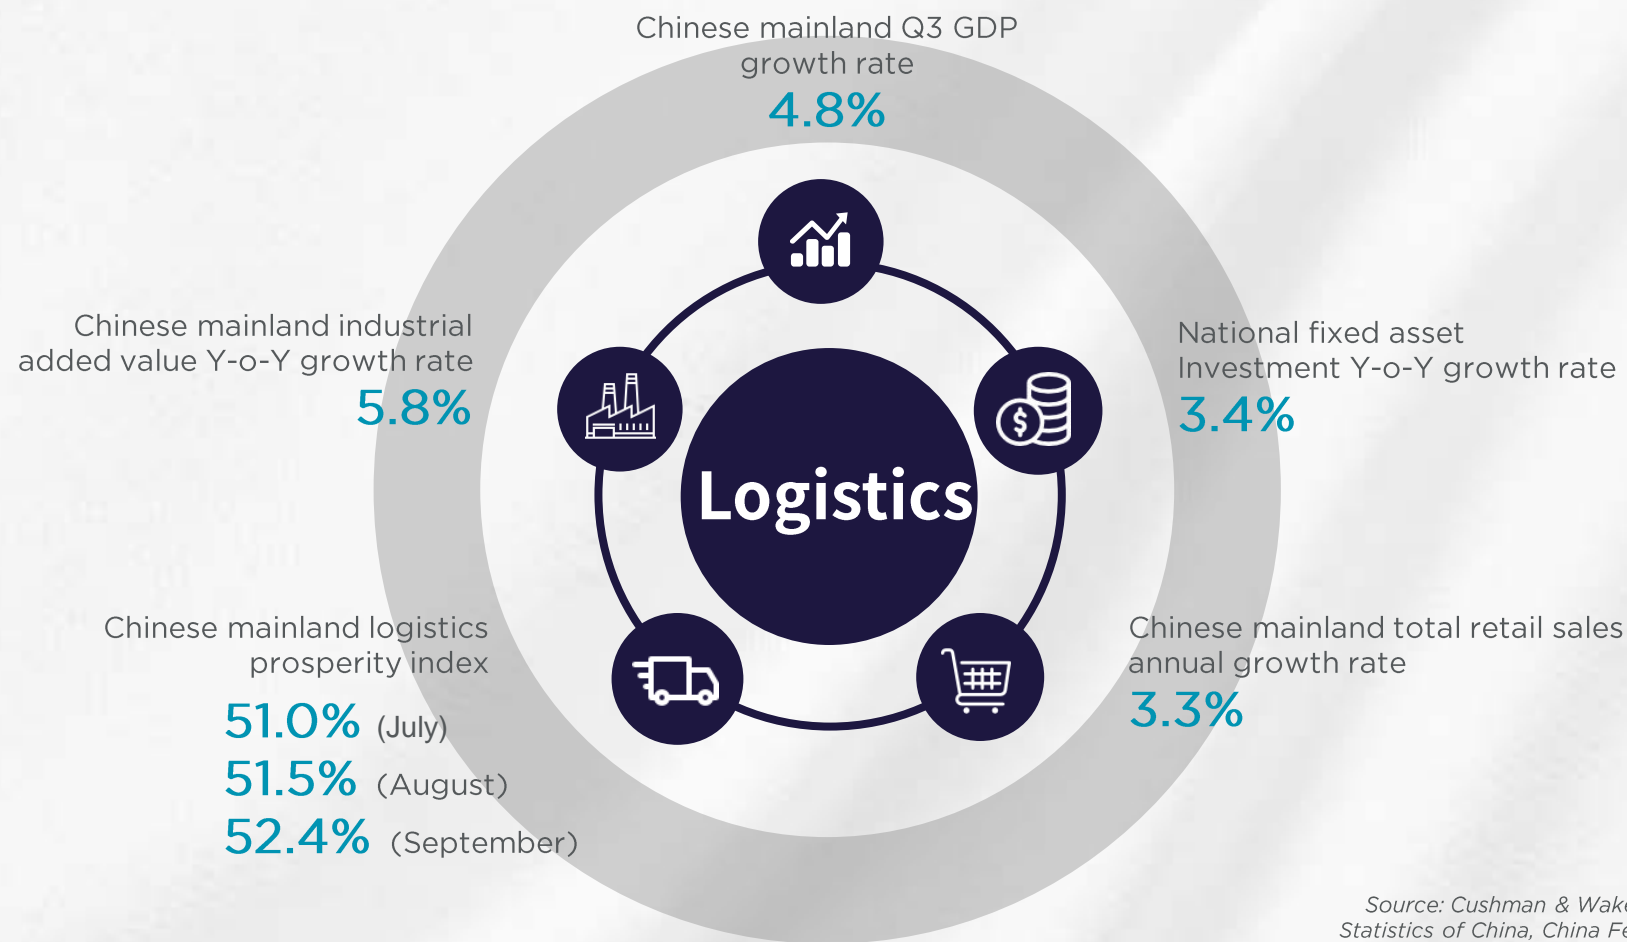 Chinese mainland Q3 GDP
growth rate
4.8%
Chinese mainland industrial
added value Y-o-Y growth rate
5.8%
National fixed asset
Investment Y-o-Y growth rate
3.4%
Logistics
Chinese mainland logistics
prosperity index
51.0% (July)
51.5% (August)
52.4% (September)
Chinese mainland total retail sales
annual growth rate
3.3%
Source: Cushman & Wake
Statistics of China, China Fe